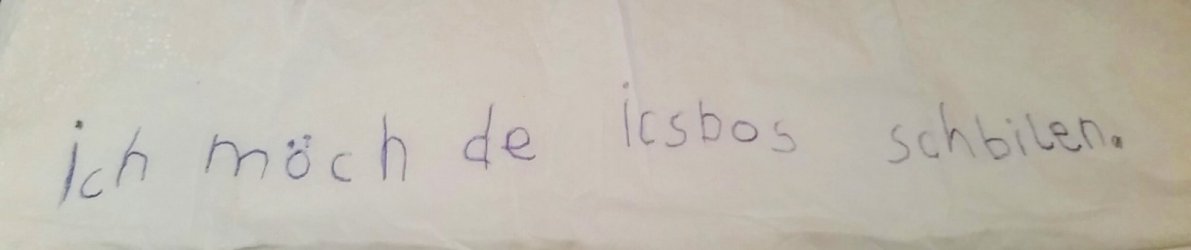 ich möch de icsbos schbilen.